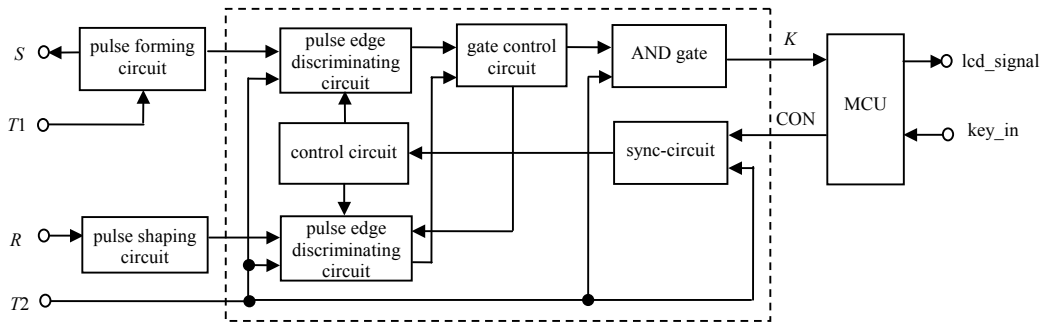 S
pulse forming
circuit
pulse edge
discriminating
circuit
gate control
circuit
AND gate
K
lcd_signal
T1
MCU
CON
key_in
control circuit
sync-circuit
R
pulse shaping
circuit
pulse edge
discriminating
circuit
T2